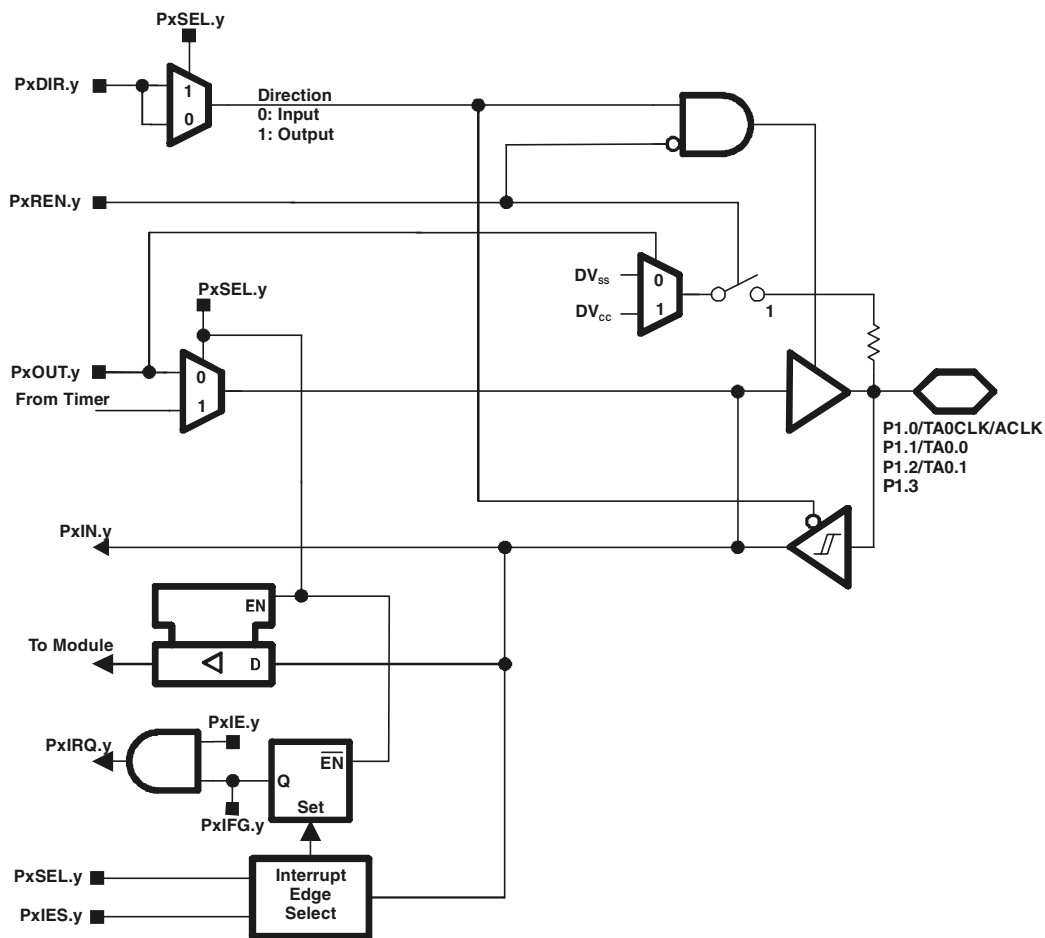 PxSEL.y
PxDIR.y
1
0
Direction
0: Input
1: Output
PxREN.y
DVSS
0
DVCC
1
1
PxSEL.y
PxOUT.y
0
From Timer
1
P1.0/TA0CLK/ACLK
P1.1/TA0.0
P1.2/TA0.1
P1.3
PxIN.y
EN
To Module
D
PxIE.y
PxIRQ.y
EN
Q
Set
PxIFG.y
PxSEL.y
PxIES.y
Interrupt
Edge
Select